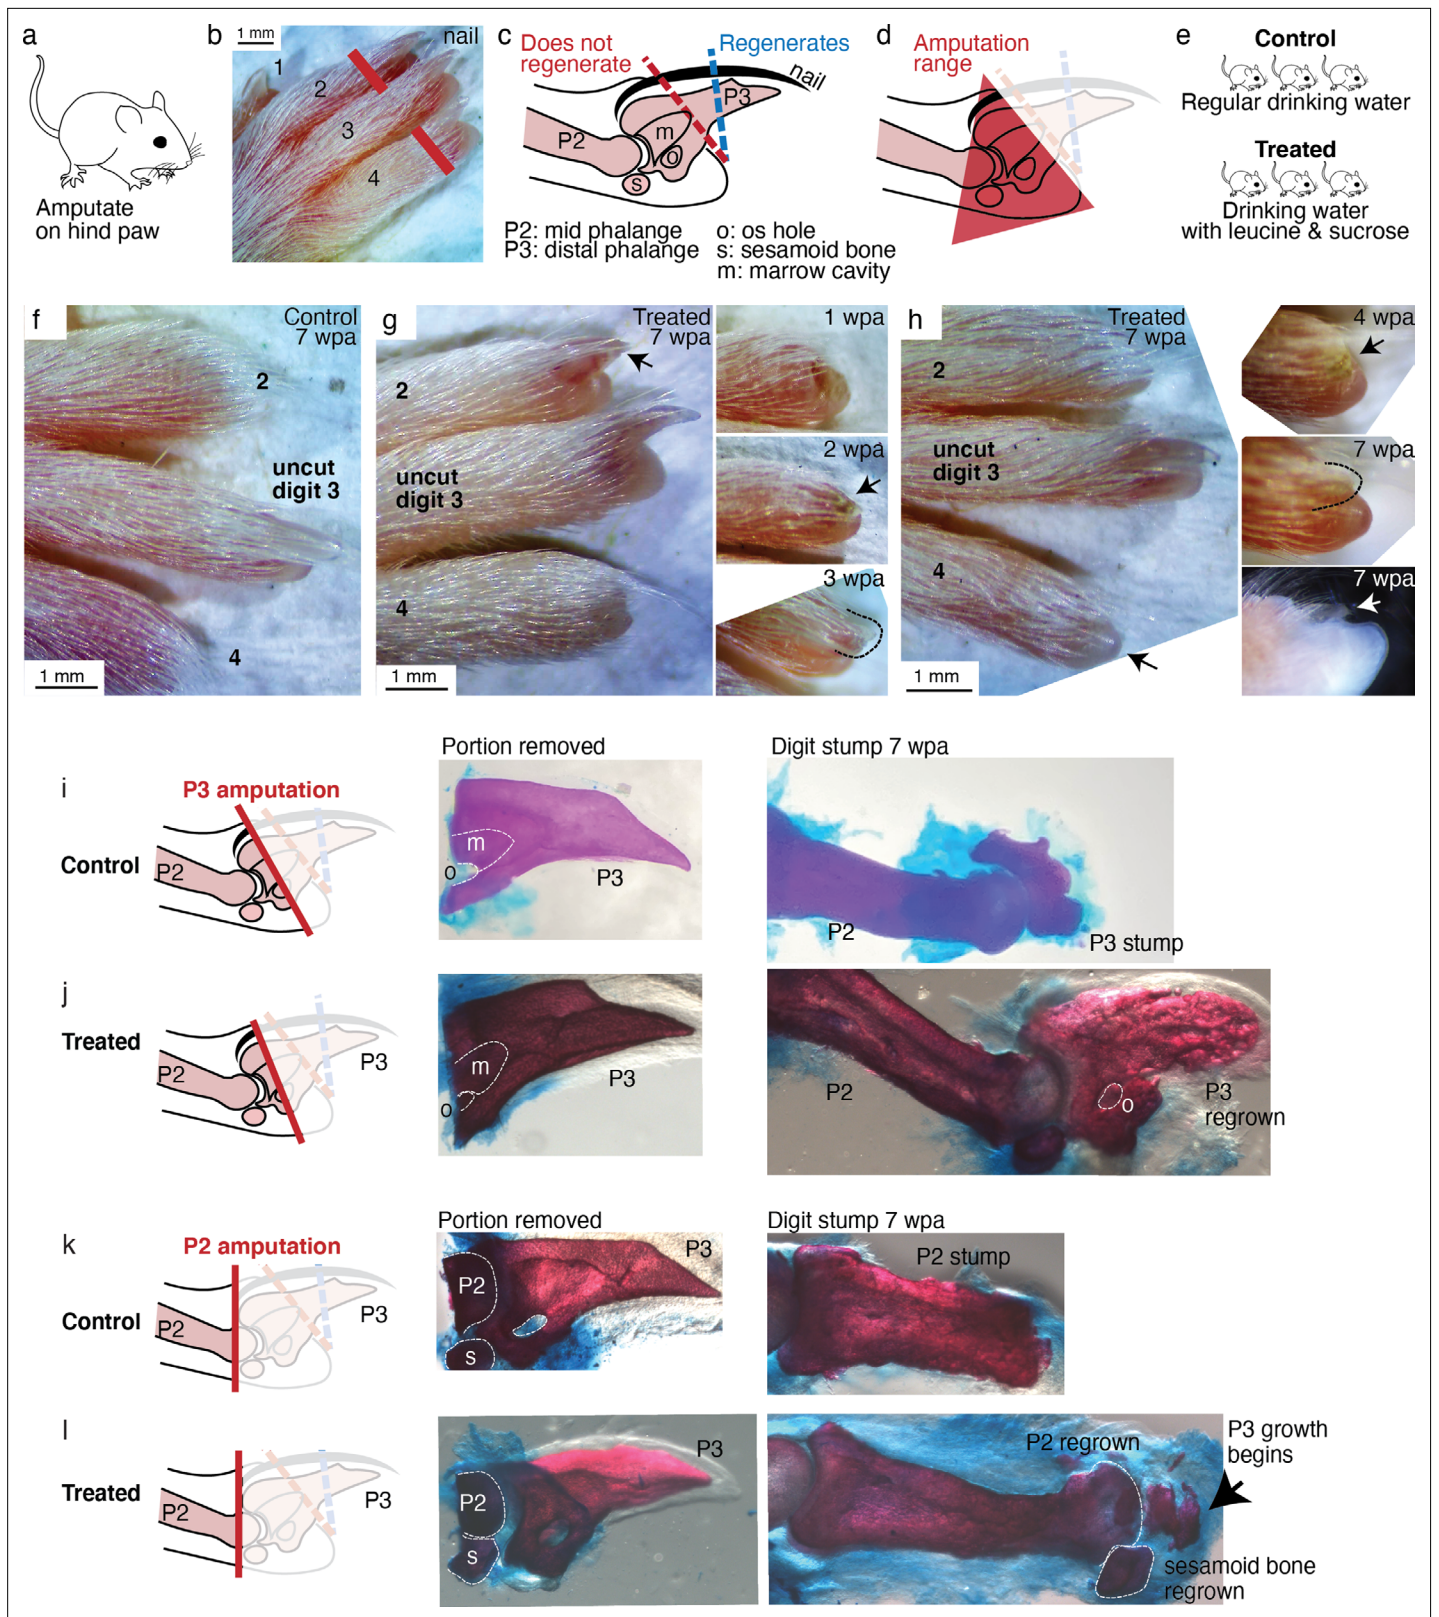 a
Amputate
on hind paw
b
1 mm
nail
1
2
3
4
c
Does not
regenerate
Regenerates
nail
P3
P2
m
o
s
P2: mid phalange
P3: distal phalange
o: os hole
s: sesamoid bone
m: marrow cavity
d
Amputation
range
e
Control
Regular drinking water
Treated
Drinking water
with leucine & sucrose
f
Control
7 wpa
2
uncut
digit 3
4
1 mm
g
Treated
7 wpa
2
uncut
digit 3
4
1 mm
1 wpa
2 wpa
3 wpa
h
Treated
7 wpa
2
uncut
digit 3
4
1 mm
4 wpa
7 wpa
7 wpa
Portion removed
Digit stump 7 wpa
i
P3 amputation
Control
P2
m
o
P3
P2
P3 stump
j
Treated
P2
P3
m
o
P3
P2
o
P3
regrown
Portion removed
Digit stump 7 wpa
k
P2 amputation
Control
P2
P3
P2
P3
s
P2 stump
l
Treated
P2
P3
P2
P3
s
P2 regrown
P3 growth
begins
sesamoid bone
regrown